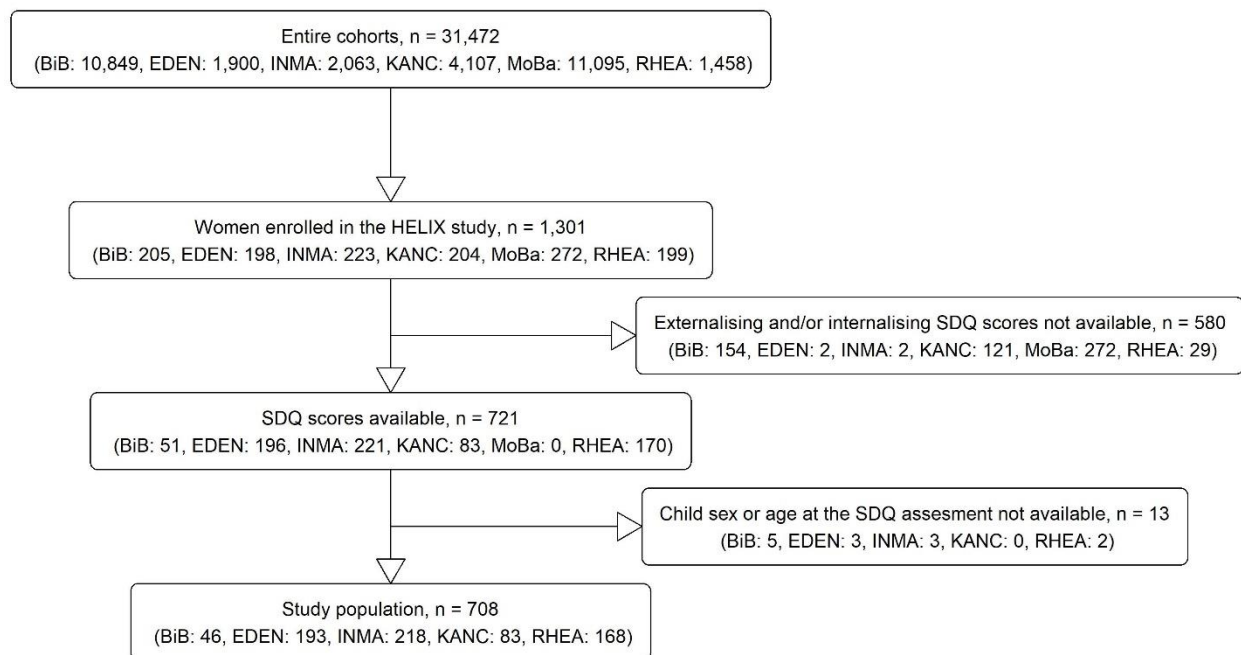 Entire cohorts, n = 31,472
(BiB: 10,849, EDEN: 1,900, INMA: 2,063, KANC: 4,107, MoBa: 11,095, RHEA: 1,458)
Women enrolled in the HELIX study, n = 1,301
(BiB: 205, EDEN: 198, INMA: 223, KANC: 204, MoBa: 272, RHEA: 199)
Externalising and/or internalising SDQ scores not available, n = 580
(BiB: 154, EDEN: 2, INMA: 2, KANC: 121, MoBa: 272, RHEA: 29)
SDQ scores available, n = 721
(BiB: 51, EDEN: 196, INMA: 221, KANC: 83, MoBa: 0, RHEA: 170)
Child sex or age at the SDQ assesment not available, n = 13
(BiB: 5, EDEN: 3, INMA: 3, KANC: 0, RHEA: 2)
Study population, n = 708
(BiB: 46, EDEN: 193, INMA: 218, KANC: 83, RHEA: 168)